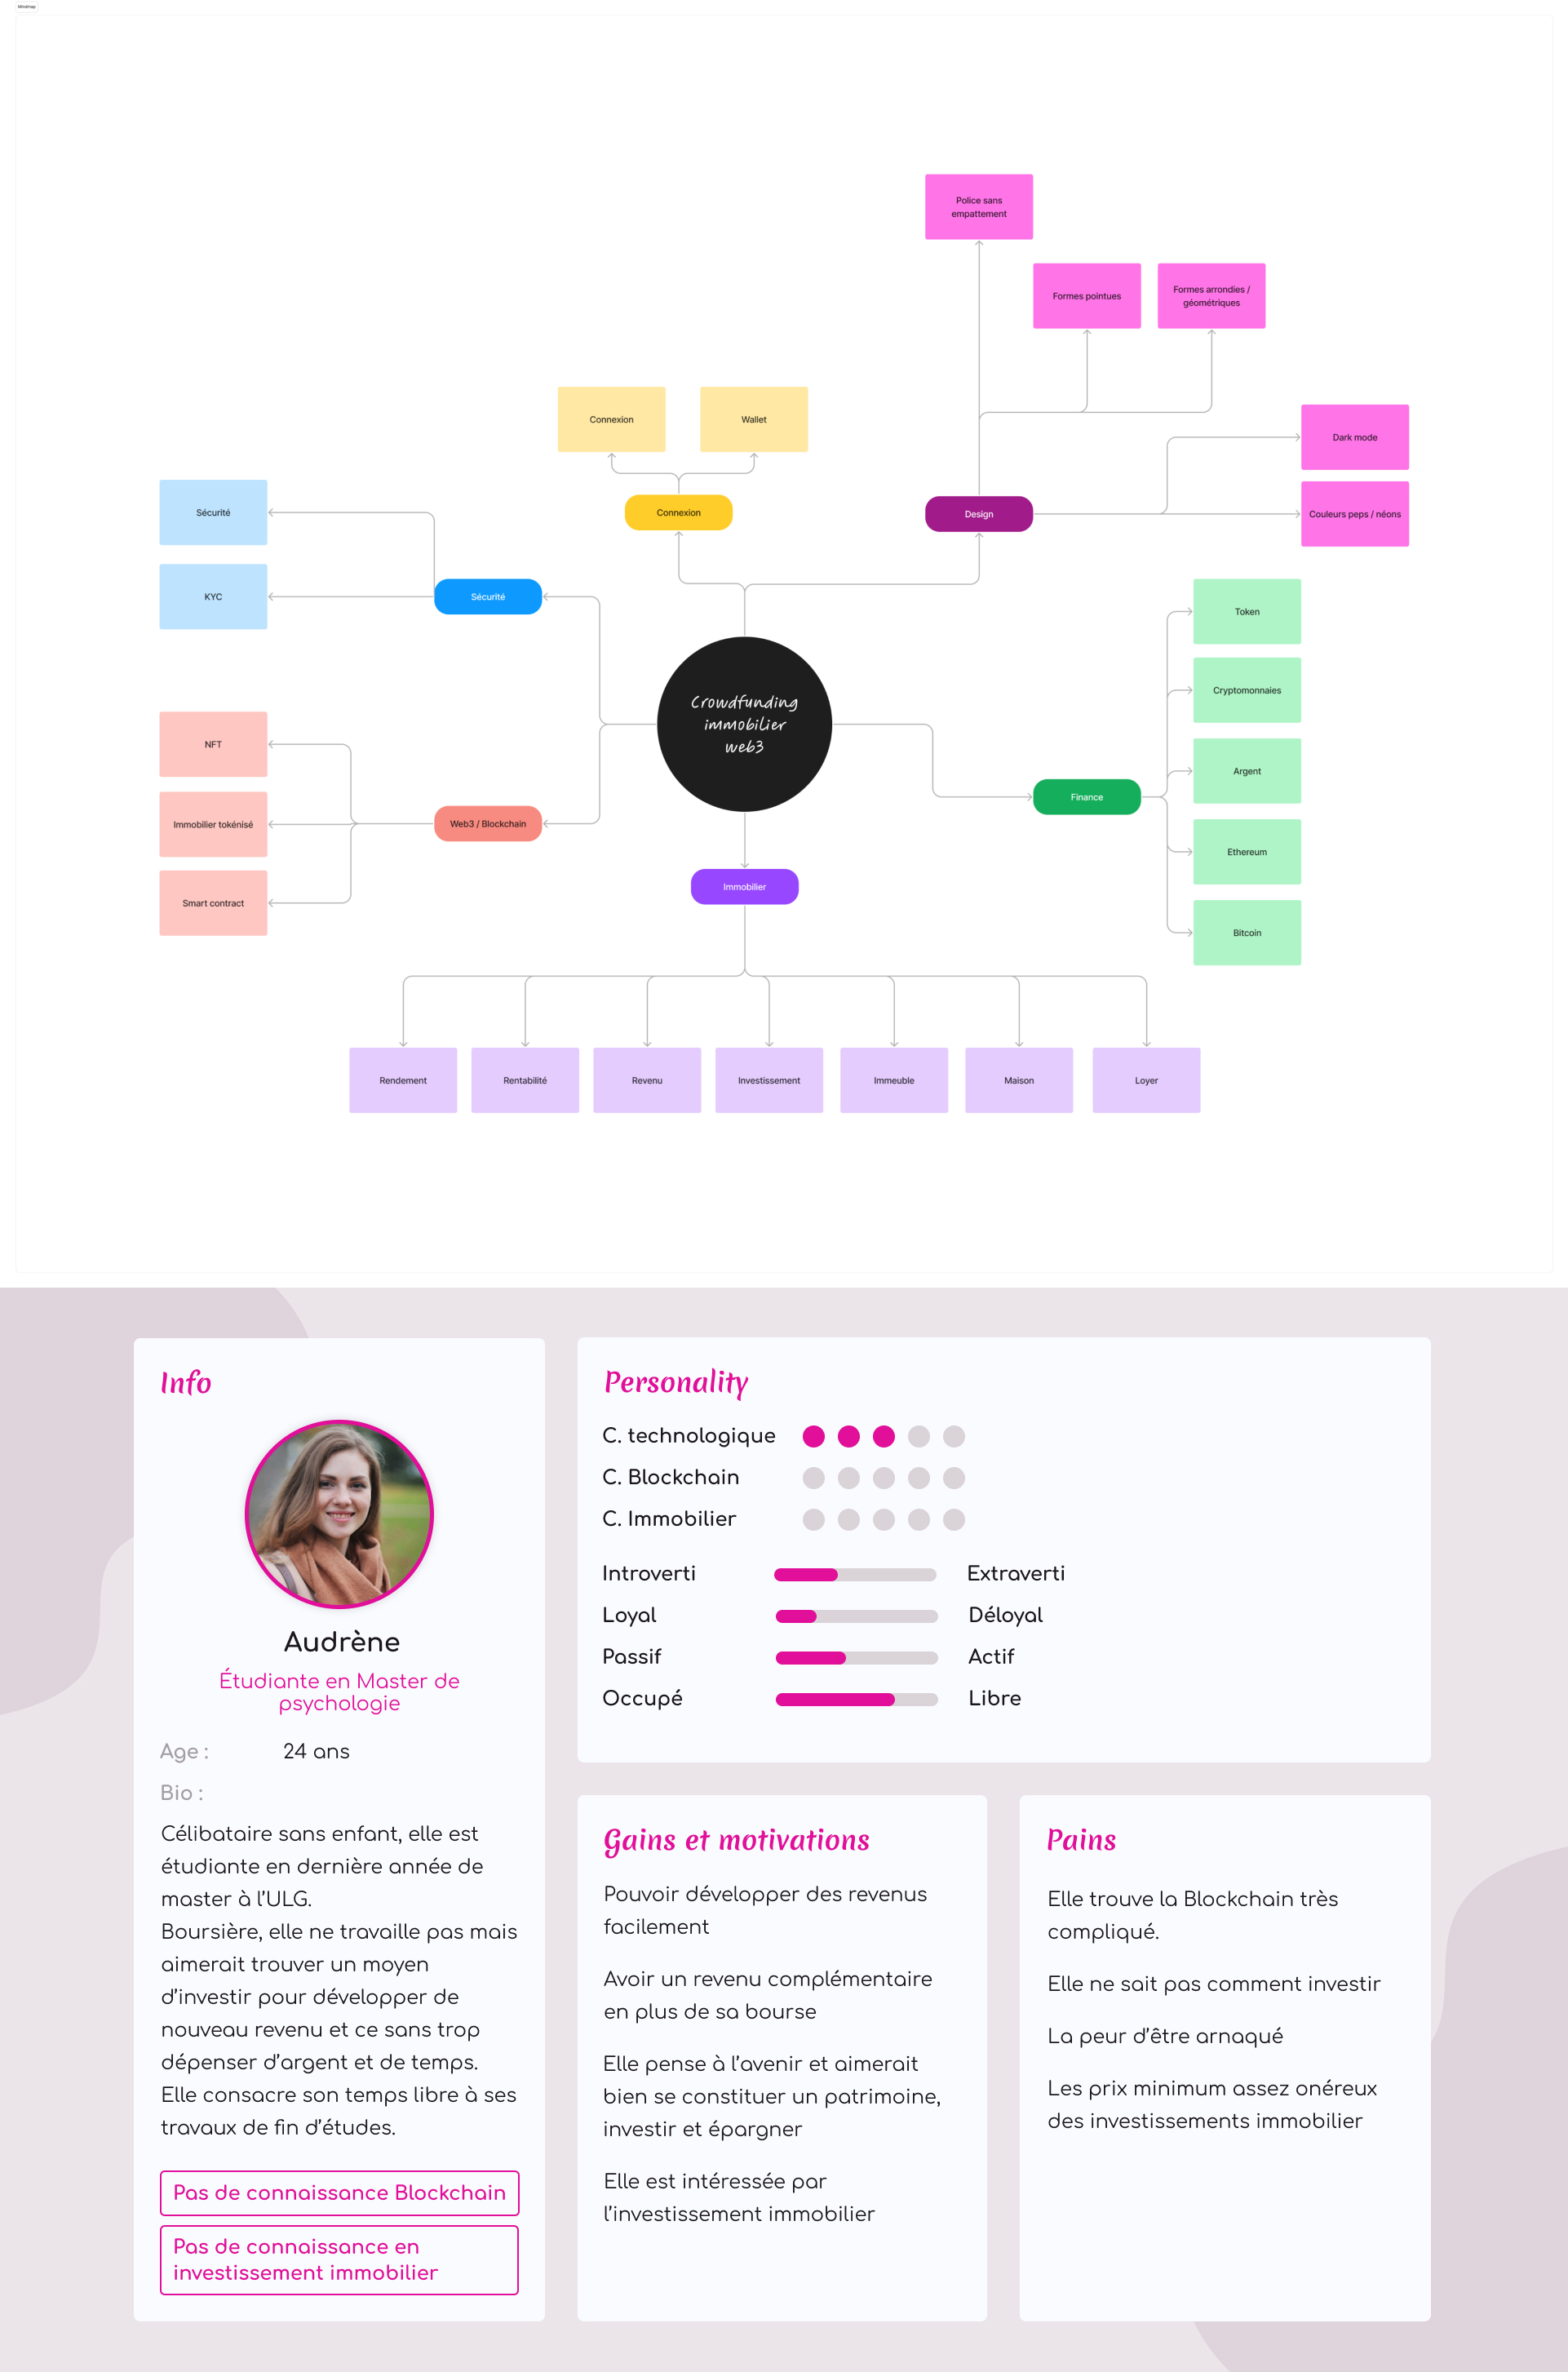 Mindmap
Police sans
empattement
Formes pointues
Formes arrondies /
géométriques
Connexion
Wallet
Dark mode
Sécurité
Connexion
Design
Couleurs peps / néons
KYC
Sécurité
Token
Crowdfunding
immobilier
web3
Cryptomonnaies
NFT
Argent
Finance
Immobilier tokénisé
Web3 / Blockchain
Ethereum
Smart contract
Immobilier
Bitcoin
Rendement
Rentabilité
Revenu
Investissement
Immeuble
Maison
Loyer
Info
Audrène
Étudiante en Master de
psychologie
Age :
24 ans
Bio :
Célibataire sans enfant, elle est
étudiante en dernière année de
master à l'ULG.
Boursière, elle ne travaille pas mais
aimerait trouver un moyen
d'investir pour développer de
nouveau revenu et ce sans trop
dépenser d'argent et de temps.
Elle consacre son temps libre à ses
travaux de fin d'études.
Pas de connaissance Blockchain
Pas de connaissance en
investissement immobilier
Personality
C. technologique
C. Blockchain
C. Immobilier
Introverti
Extraverti
Loyal
Déloyal
Passif
Actif
Occupé
Libre
Gains et motivations
Pouvoir développer des revenus
facilement
Avoir un revenu complémentaire
en plus de sa bourse
Elle pense à l'avenir et aimerait
bien se constituer un patrimoine,
investir et épargner
Elle est intéressée par
l'investissement immobilier
Pains
Elle trouve la Blockchain très
compliqué.
Elle ne sait pas comment investir
La peur d'être arnaqué
Les prix minimum assez onéreux
des investissements immobilier